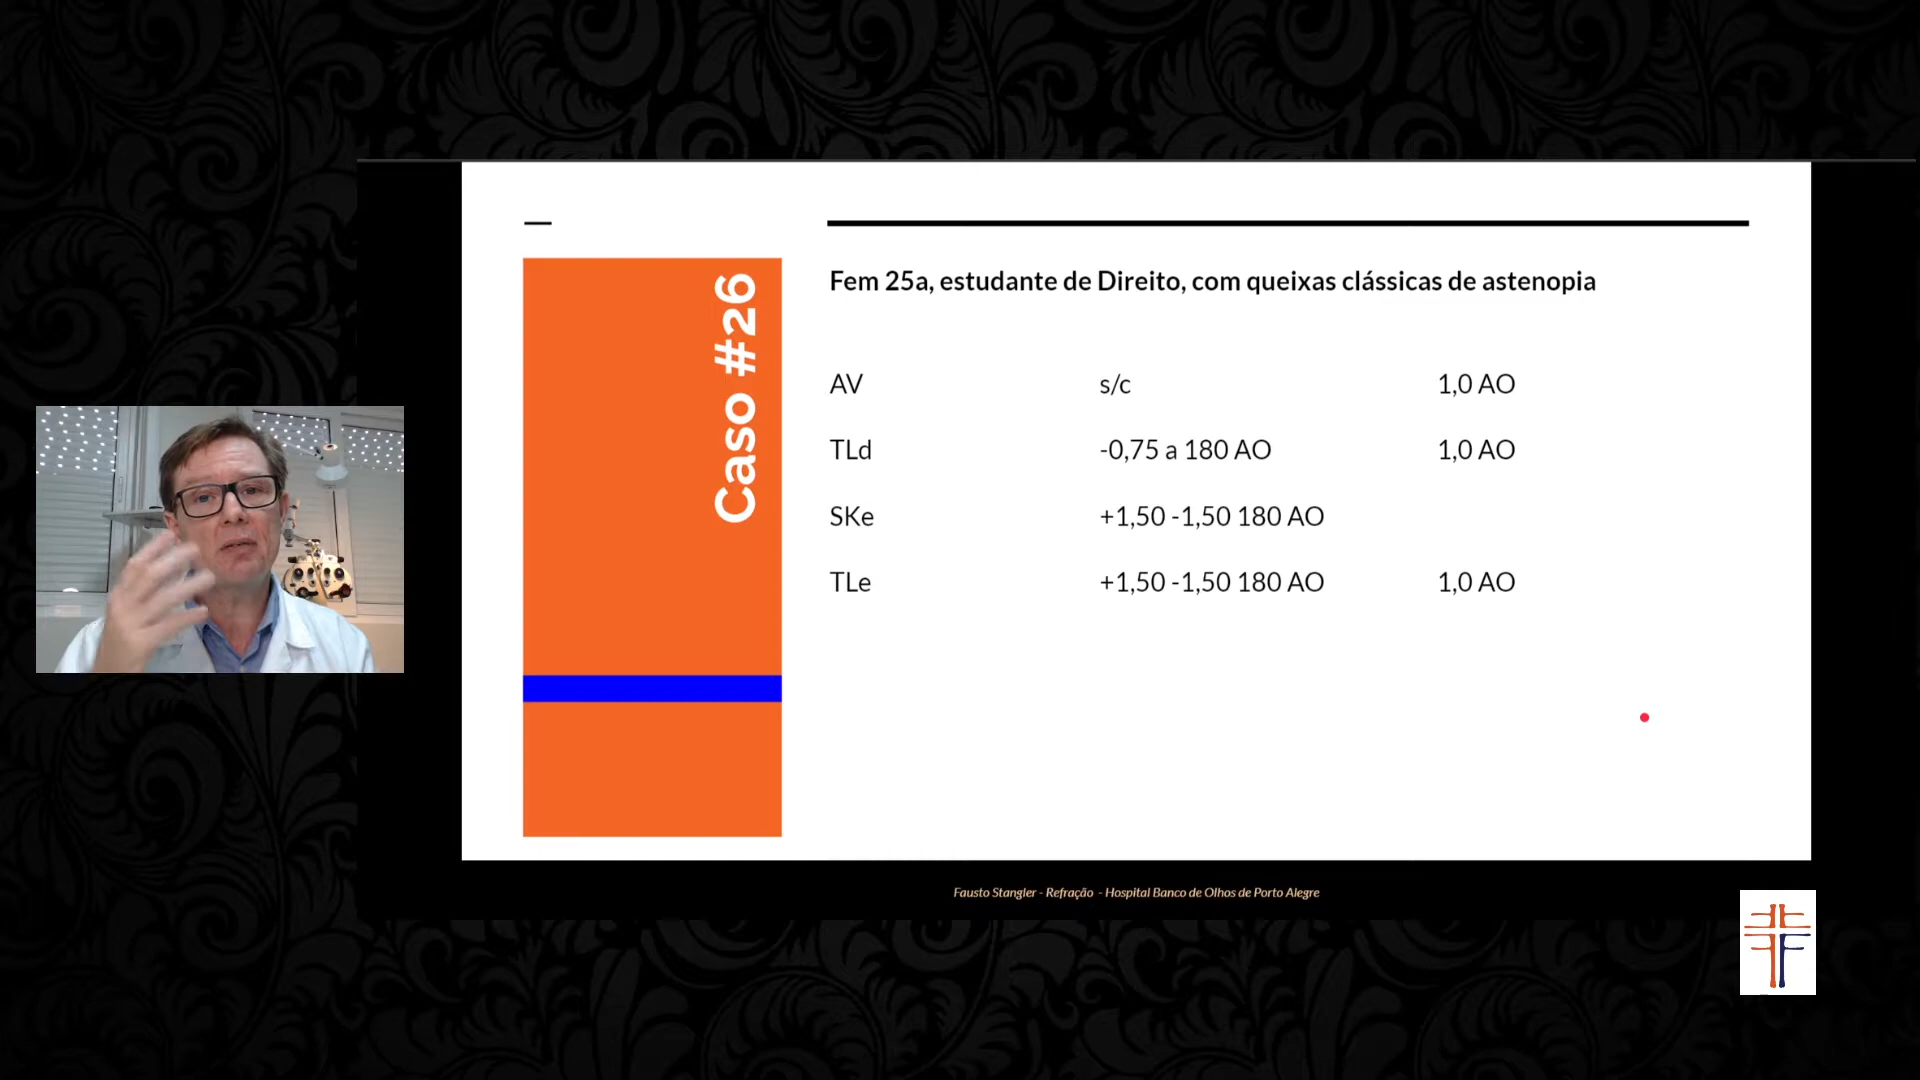 Caso #26
Fem 25a, estudante de Direito, com queixas clássicas de astenopia
AV s/c 1,0 AO
TLd -0,75 a 180 AO 1,0 AO
SKe +1,50 -1,50 180 AO
TLe +1,50 -1,50 180 AO 1,0 AO
Fausto Stangler - Refração - Hospital Banco de Olhos de Porto Alegre